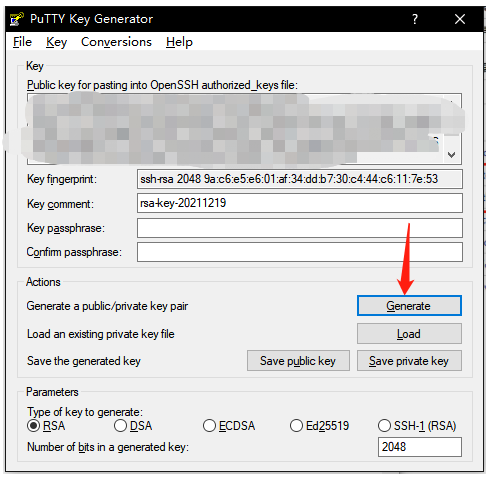 PuTTY Key Generator
File Key Conversions Help
Key
Public key for pasting into OpenSSH authorized_keys file:
Key fingerprint: ssh-rsa 2048 9a:c6:e5:e6:01:af:34:dd:b7:30:c4:44:c6:11:7e:53
Key comment: rsa-key-20211219
Key passphrase:
Confirm passphrase:
Actions
Generate a public/private key pair Generate
Load an existing private key file Load
Save the generated key Save public key Save private key
Parameters
Type of key to generate:
RSA DSA ECDSA Ed25519 SSH-1 (RSA)
Number of bits in a generated key: 2048